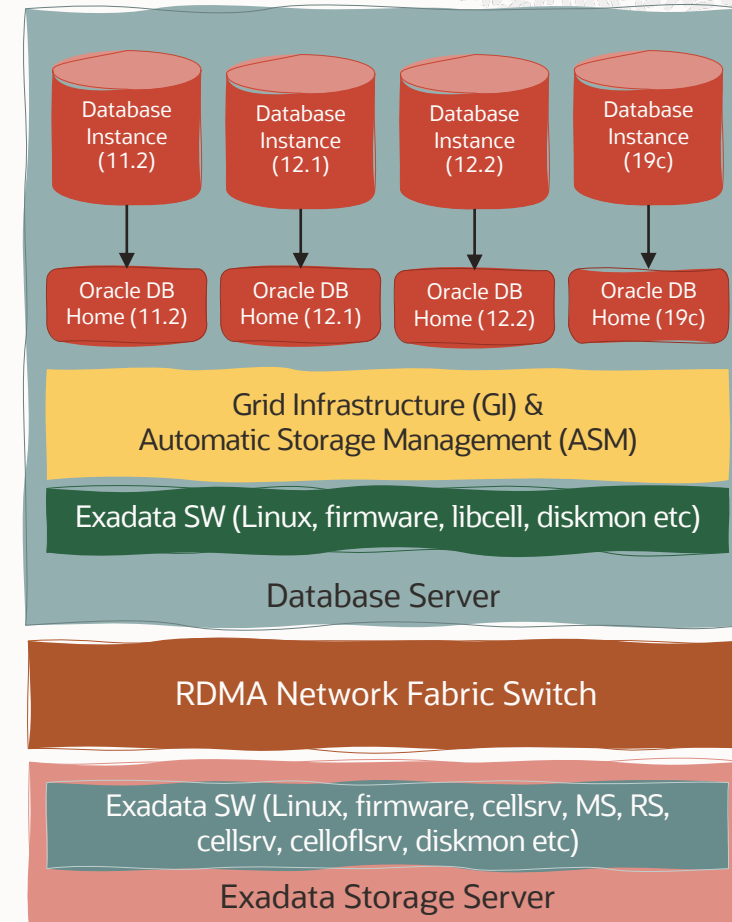 Database
Instance
(11.2)
Database
Instance
(12.1)
Database
Instance
(12.2)
Database
Instance
(19c)
Oracle DB
Home (11.2)
Oracle DB
Home (12.1)
Oracle DB
Home (12.2)
Oracle DB
Home (19c)
Grid Infrastructure (GI) &
Automatic Storage Management (ASM)
Exadata SW (Linux, firmware, libcell, diskmon etc)
Database Server
RDMA Network Fabric Switch
Exadata SW (Linux, firmware, cellsrv, MS, RS,
cellsrv, celloflsrv, diskmon etc)
Exadata Storage Server